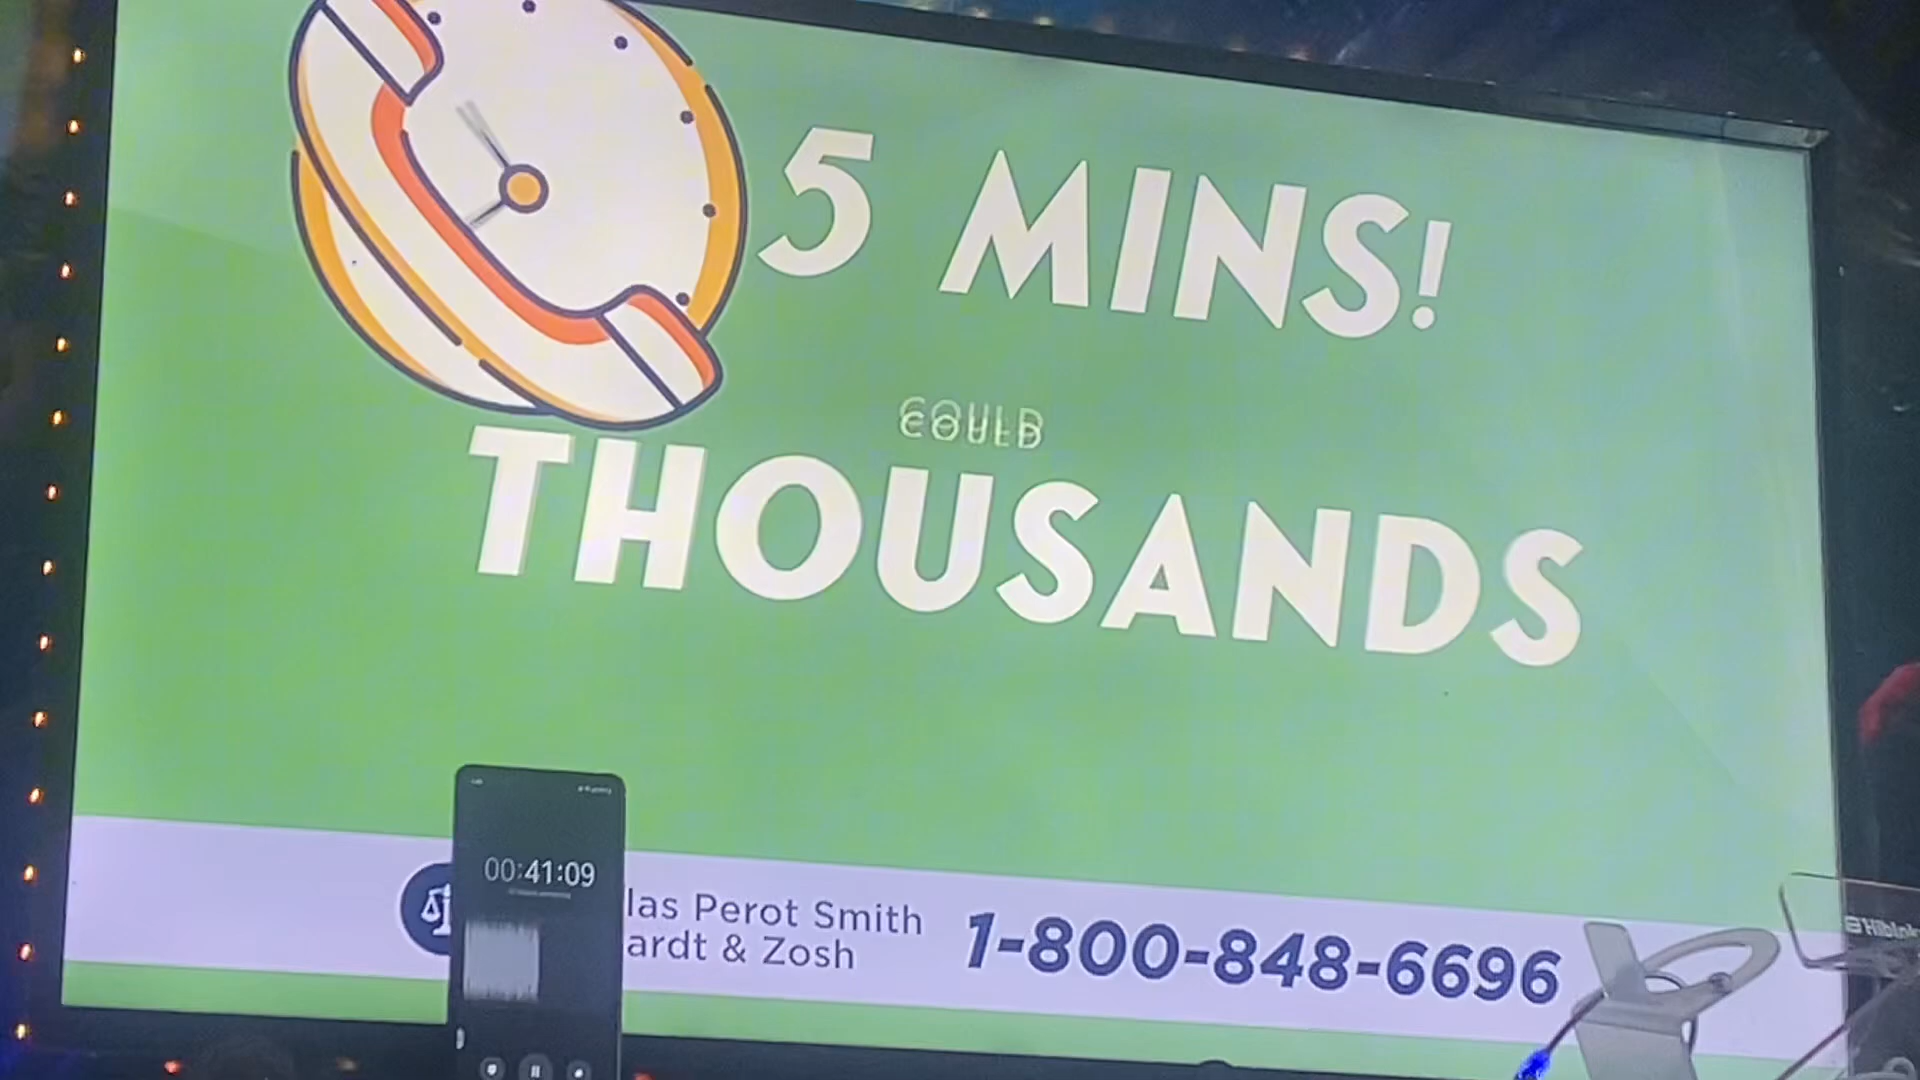 5 MINS!
COULD
THOUSANDS
00:41:09
las Perot Smith
ardt & Zosh
1-800-848-6696